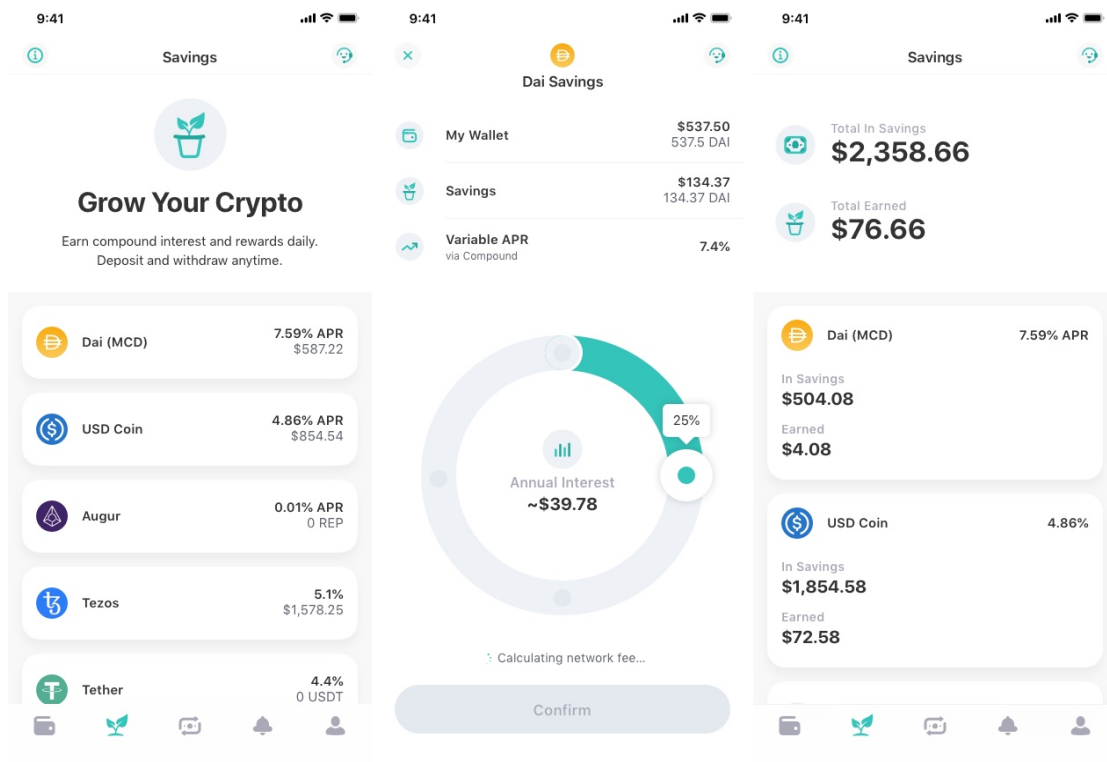 9:41
Savings
Grow Your Crypto
Earn compound interest and rewards daily.
Deposit and withdraw anytime.
Dai (MCD)
7.59% APR
$587.22
USD Coin
4.86% APR
$854.54
Augur
0.01% APR
0 REP
Tezos
5.1%
$1,578.25
Tether
4.4%
0 USDT
9:41
Dai Savings
My Wallet
$537.50
537.5 DAI
Savings
$134.37
134.37 DAI
Variable APR
via Compound
7.4%
25%
Annual Interest
~$39.78
Calculating network fee...
Confirm
9:41
Savings
Total In Savings
$2,358.66
Total Earned
$76.66
Dai (MCD)
7.59% APR
In Savings
$504.08
Earned
$4.08
USD Coin
4.86%
In Savings
$1,854.58
Earned
$72.58